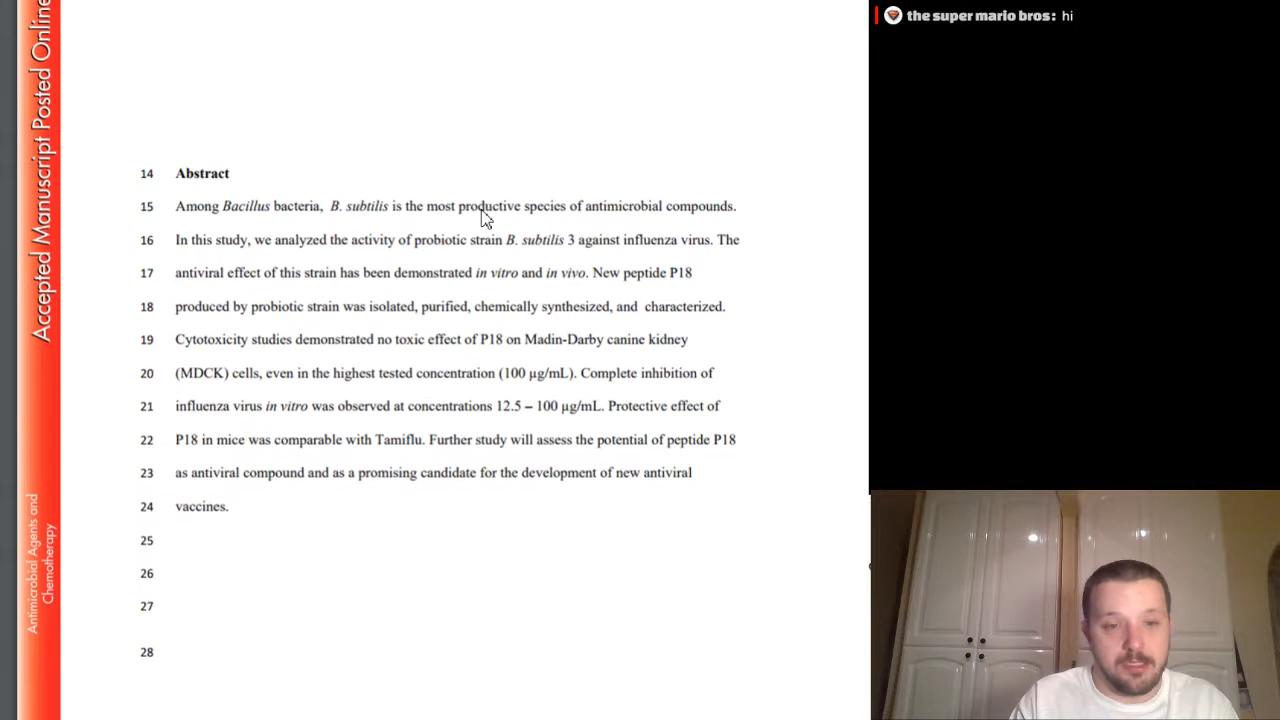 Accepted Manuscript Posted Online
Antimicrobial Agents and
Chemotherapy
14 Abstract
15 Among Bacillus bacteria, B. subtilis is the most productive species of antimicrobial compounds.
16 In this study, we analyzed the activity of probiotic strain B. subtilis 3 against influenza virus. The
17 antiviral effect of this strain has been demonstrated in vitro and in vivo. New peptide P18
18 produced by probiotic strain was isolated, purified, chemically synthesized, and characterized.
19 Cytotoxicity studies demonstrated no toxic effect of P18 on Madin-Darby canine kidney
20 (MDCK) cells, even in the highest tested concentration (100 µg/mL). Complete inhibition of
21 influenza virus in vitro was observed at concentrations 12.5 – 100 µg/mL. Protective effect of
22 P18 in mice was comparable with Tamiflu. Further study will assess the potential of peptide P18
23 as antiviral compound and as a promising candidate for the development of new antiviral
24 vaccines.
25
26
27
28
the super mario bros: hi